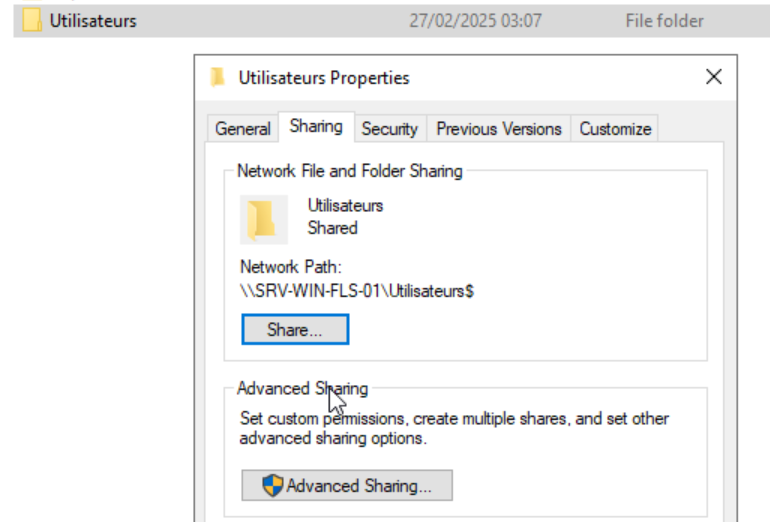 Utilisateurs 27/02/2025 03:07 File folder
Utilisateurs Properties
General Sharing Security Previous Versions Customize
Network File and Folder Sharing
Utilisateurs
Shared
Network Path:
\\SRV-WIN-FLS-01\Utilisateurs$
Share...
Advanced Sharing
Set custom permissions, create multiple shares, and set other
advanced sharing options.
Advanced Sharing...